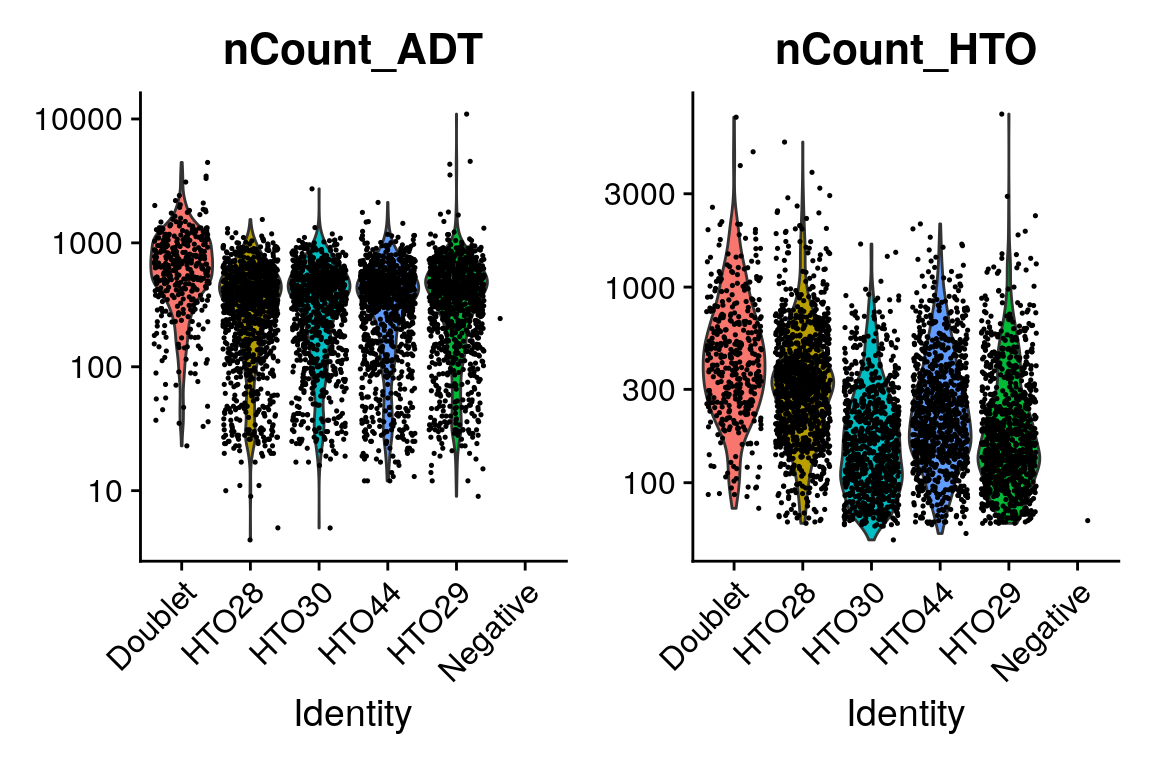 nCount_ADT
10000
1000
100
10
Doublet
HTO28
HTO30
HTO44
HTO29
Negative
Identity
nCount_HTO
3000
1000
300
100
Doublet
HTO28
HTO30
HTO44
HTO29
Negative
Identity